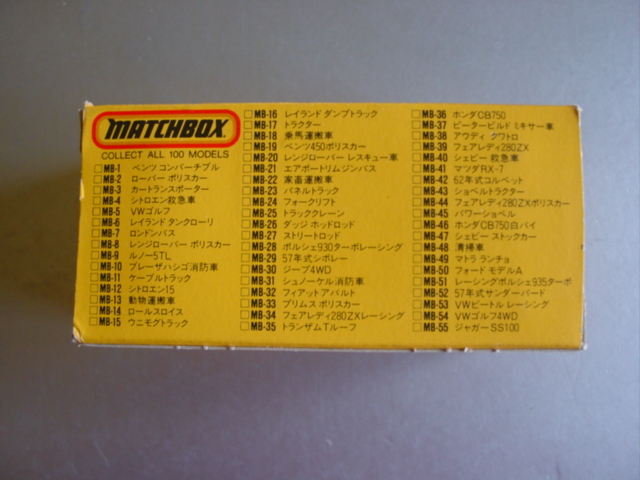 MATCHBOX
COLLECT ALL 100 MODELS
MB-1 ベンツ コンバーチブル
MB-2 ローバー ポリスカー
MB-3 カートランスポーター
MB-4 シトロエン救急車
MB-5 VWゴルフ
MB-6 レイランド タンクローリ
MB-7 ロンドンバス
MB-8 レンジローバー ポリスカー
MB-9 ルノー5TL
MB-10 ブレーザハシゴ消防車
MB-11 ケーブルトラック
MB-12 シトロエン15
MB-13 動物運搬車
MB-14 ロールスロイス
MB-15 ウニモグトラック
MB-16 レイランド ダンプトラック
MB-17 トラクター
MB-18 乗馬運搬車
MB-19 ベンツ450ポリスカー
MB-20 レンジローバー レスキュー車
MB-21 エアポートリムジンバス
MB-22 家畜運搬車
MB-23 パネルトラック
MB-24 フォークリフト
MB-25 トラッククレーン
MB-26 ダッジ ホッドロッド
MB-27 ストリートロッド
MB-28 ポルシェ930ターボレーシング
MB-29 57年式シボレー
MB-30 ジープ4WD
MB-31 シュノーケル消防車
MB-32 フィアットアバルト
MB-33 プリムス ポリスカー
MB-34 フェアレディ280ZXレーシング
MB-35 トランザムTルーフ
MB-36 ホンダCB750
MB-37 ピータービルド ミキサー車
MB-38 アウディ クワトロ
MB-39 フェアレディ280ZX
MB-40 シェビー 救急車
MB-41 マツダRX-7
MB-42 62年式コルベット
MB-43 ショベルトラクター
MB-44 フェアレディ280ZXポリスカー
MB-45 パワーショベル
MB-46 ホンダCB750白バイ
MB-47 シェビー ストックカー
MB-48 清掃車
MB-49 マトラ ランチョ
MB-50 フォード モデルA
MB-51 レーシングポルシェ935ターボ
MB-52 57年式サンダーバード
MB-53 VWビートル レーシング
MB-54 VWゴルフ4WD
MB-55 ジャガーSS100